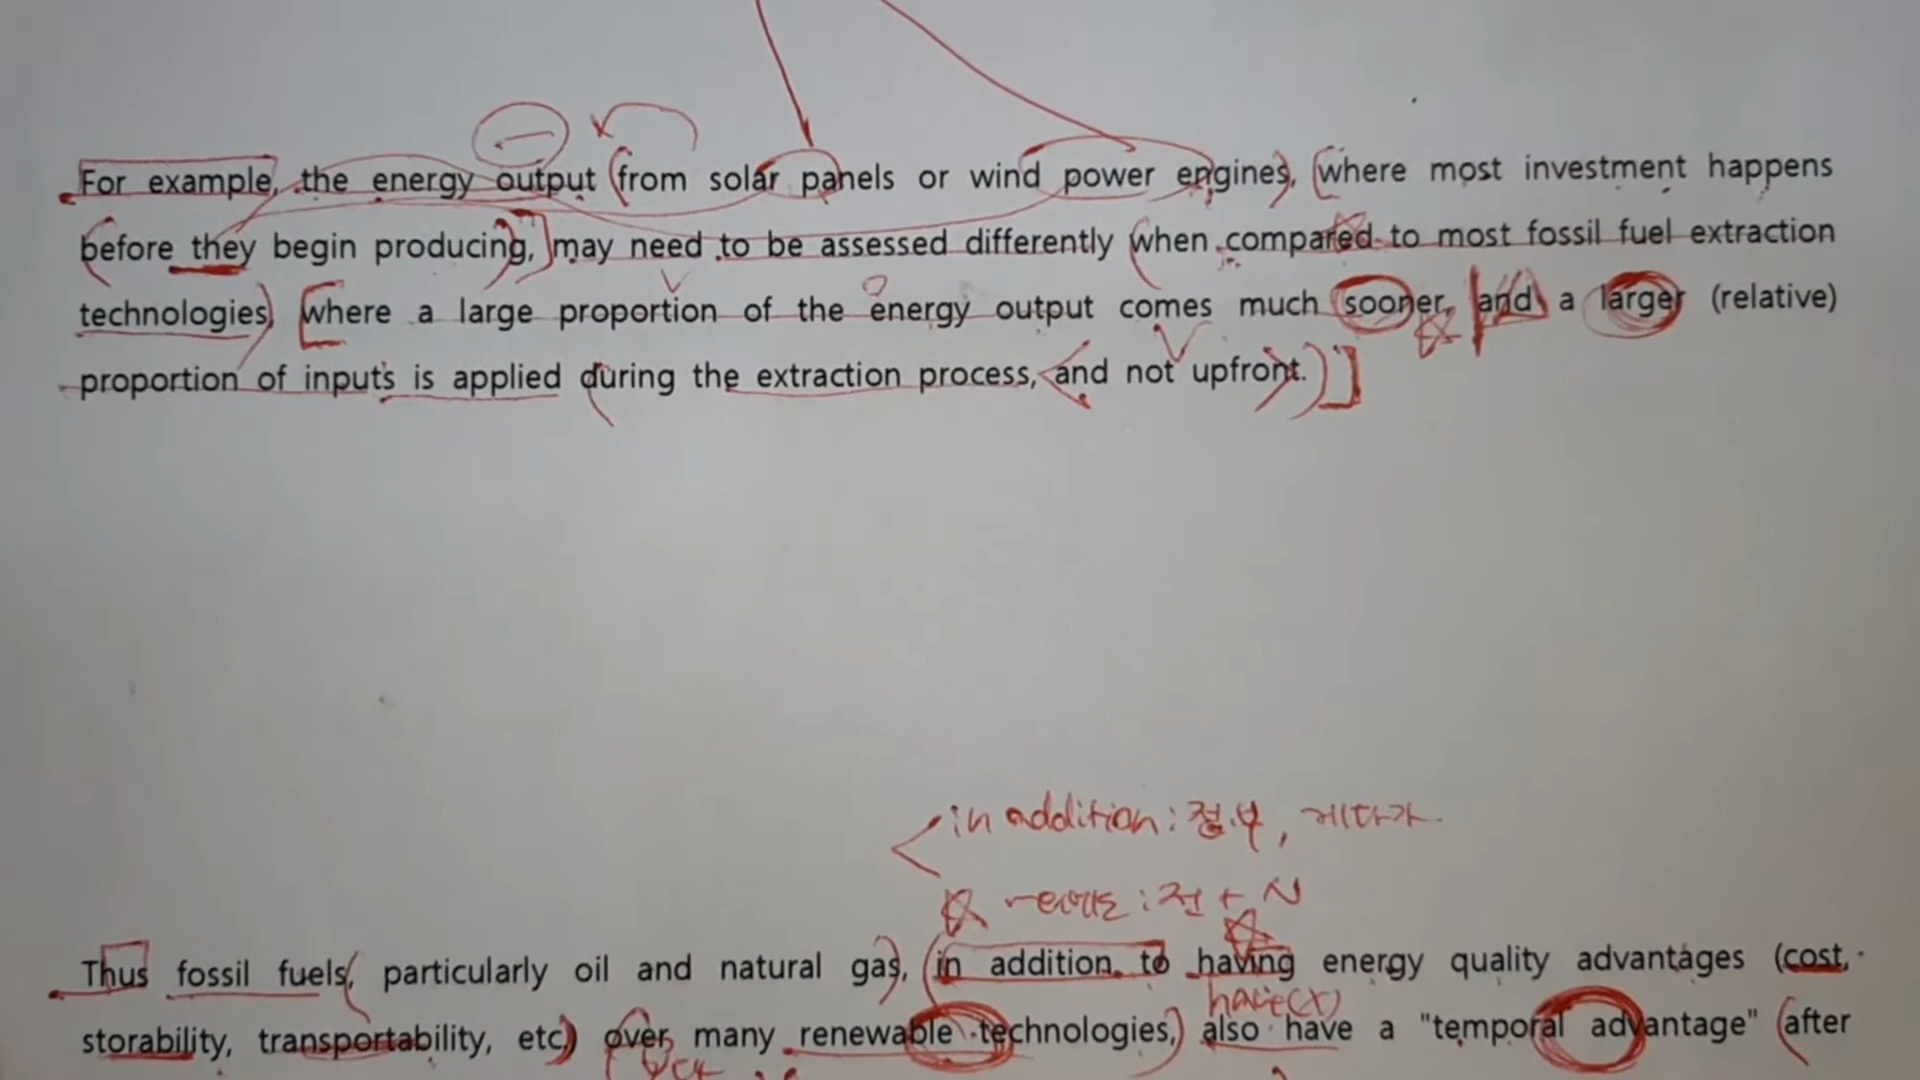 For example, the energy output from solar panels or wind power engines, where most investment happens
before they begin producing, may need to be assessed differently when compared to most fossil fuel extraction
technologies, where a large proportion of the energy output comes much sooner, and a larger (relative)
proportion of inputs is applied during the extraction process, and not upfront.
in addition : 접.부, 게다가
전 +
Thus fossil fuels, particularly oil and natural gas, in addition to having energy quality advantages (cost,
have(X)
storability, transportability, etc) over many renewable technologies, also have a "temporal advantage" after